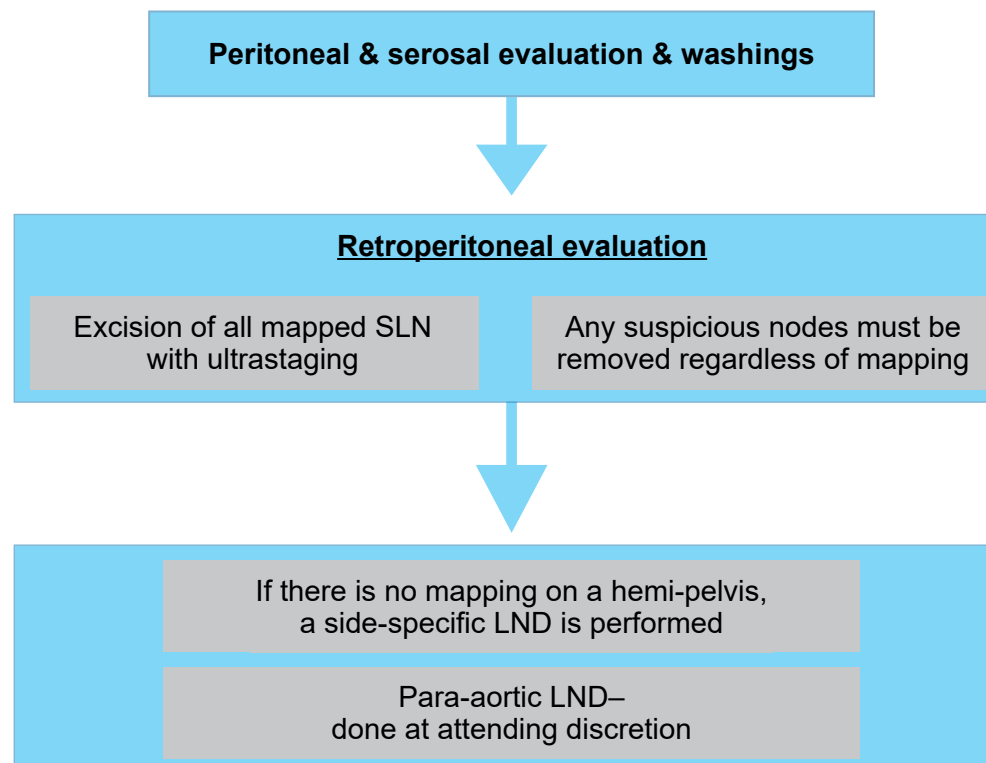 Peritoneal & serosal evaluation & washings
Retroperitoneal evaluation
Excision of all mapped SLN
with ultrastaging
Any suspicious nodes must be
removed regardless of mapping
If there is no mapping on a hemi-pelvis,
a side-specific LND is performed
Para-aortic LND–
done at attending discretion